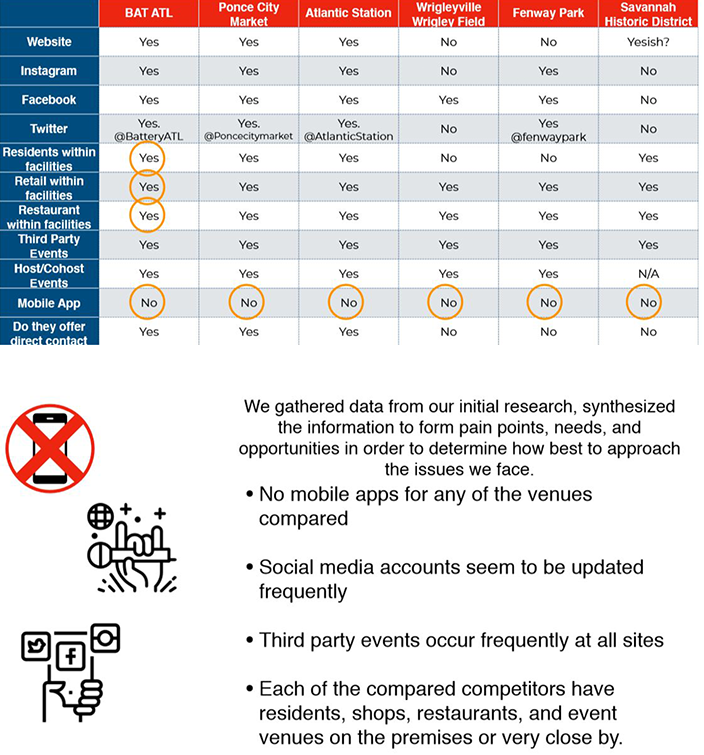 BAT ATL Ponce City Market Atlantic Station Wrigleyville Wrigley Field Fenway Park Savannah Historic District
Website Yes Yes Yes No No Yesish?
Instagram Yes Yes Yes No Yes No
Facebook Yes Yes Yes Yes Yes No
Twitter Yes. @BatteryATL Yes. @Poncecitymarket Yes. @AtlanticStation No Yes @fenwaypark No
Residents within facilities Yes Yes Yes No No Yes
Retail within facilities Yes Yes Yes Yes Yes Yes
Restaurant within facilities Yes Yes Yes Yes Yes Yes
Third Party Events Yes Yes Yes Yes Yes Yes
Host/Cohost Events Yes Yes Yes Yes Yes N/A
Mobile App No No No No No No
Do they offer direct contact Yes Yes Yes No No No
We gathered data from our initial research, synthesized
the information to form pain points, needs, and
opportunities in order to determine how best to approach
the issues we face.
• No mobile apps for any of the venues
compared
• Social media accounts seem to be updated
frequently
• Third party events occur frequently at all sites
• Each of the compared competitors have
residents, shops, restaurants, and event
venues on the premises or very close by.